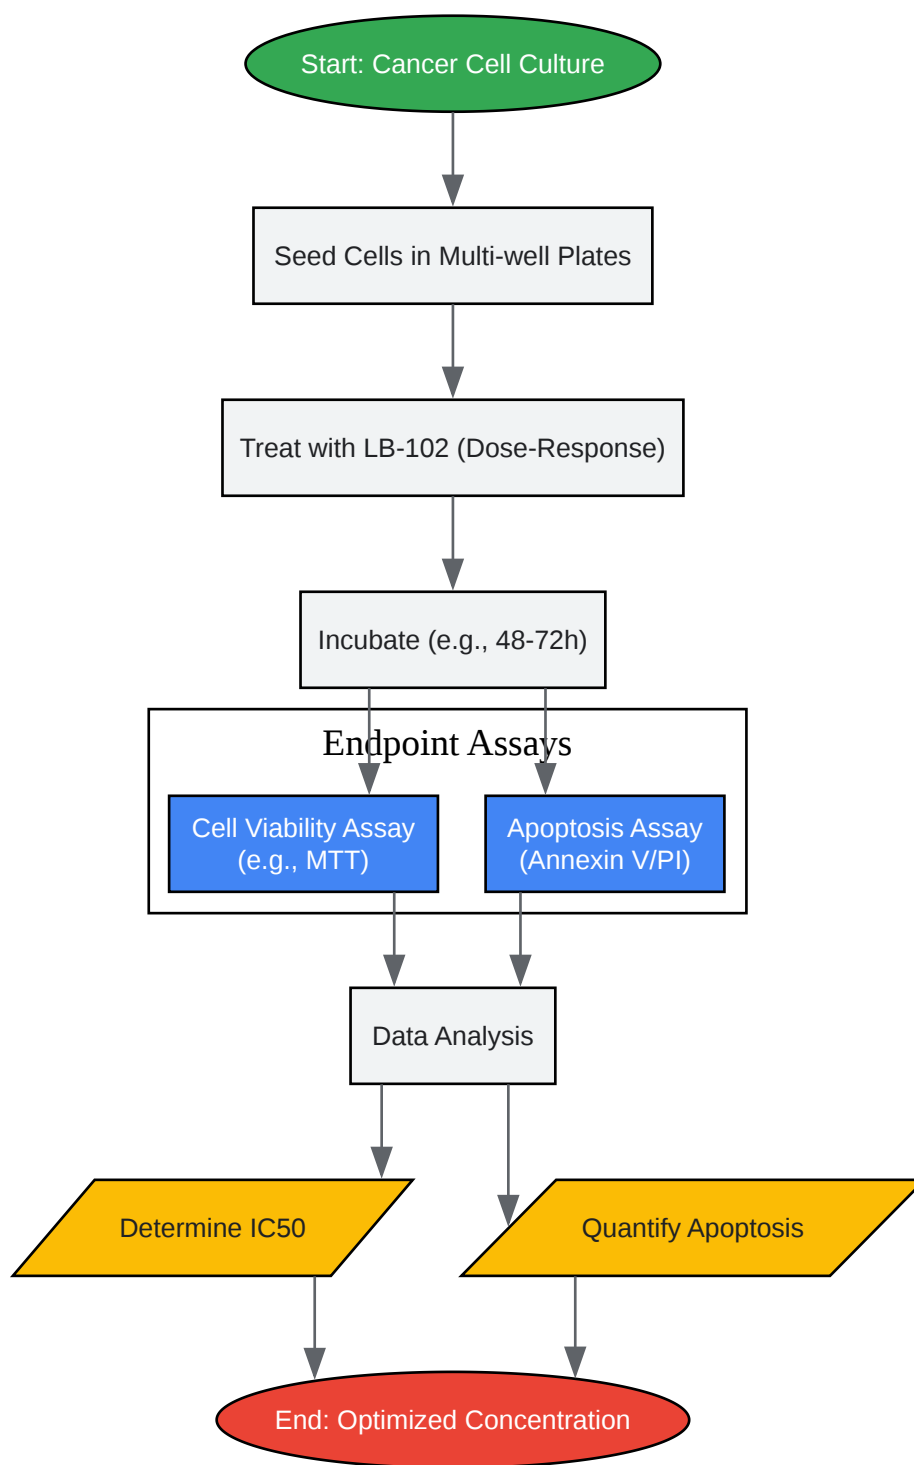 Start: Cancer Cell Culture
Seed Cells in Multi-well Plates
Treat with LB-102 (Dose-Response)
Incubate (e.g., 48-72h)
Endpoint Assays
Cell Viability Assay
(e.g., MTT)
Apoptosis Assay
(Annexin V/PI)
Data Analysis
Determine IC50
Quantify Apoptosis
End: Optimized Concentration